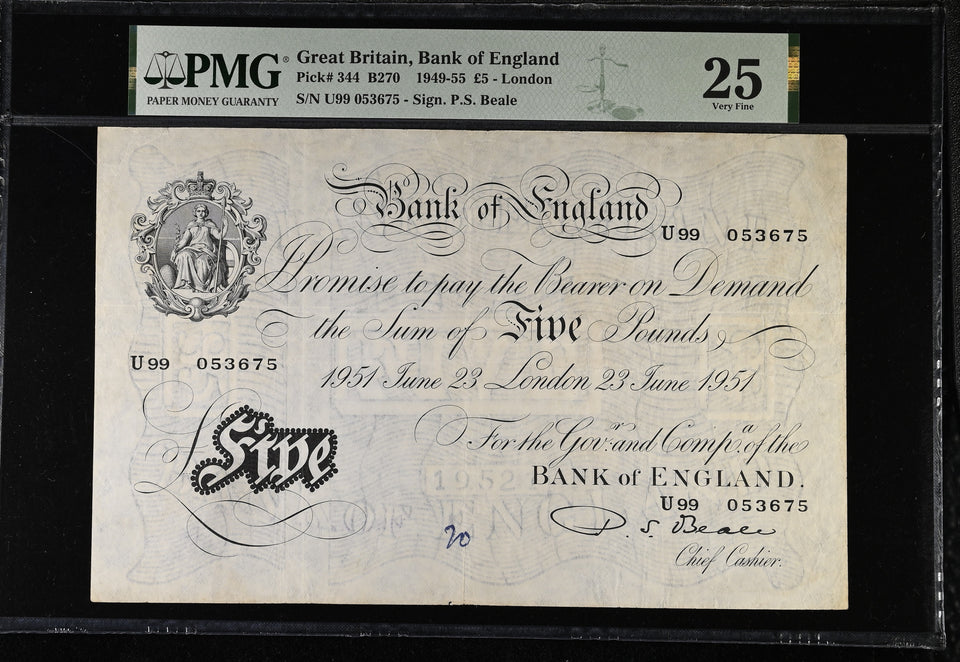 PMG®
PAPER MONEY GUARANTY
Great Britain, Bank of England
Pick# 344 B270 1949-55 £5 - London
S/N U99 053675 - Sign. P.S. Beale
25
Very Fine
Bank of England
U99 053675
I Promise to pay the Bearer on Demand
the Sum of Five Pounds
U99 053675
1951 June 23 London 23 June 1951
£Five
For the Govr. and Compa. of the
BANK of ENGLAND.
1952
U99 053675
P. S. Beale
Chief Cashier.
20